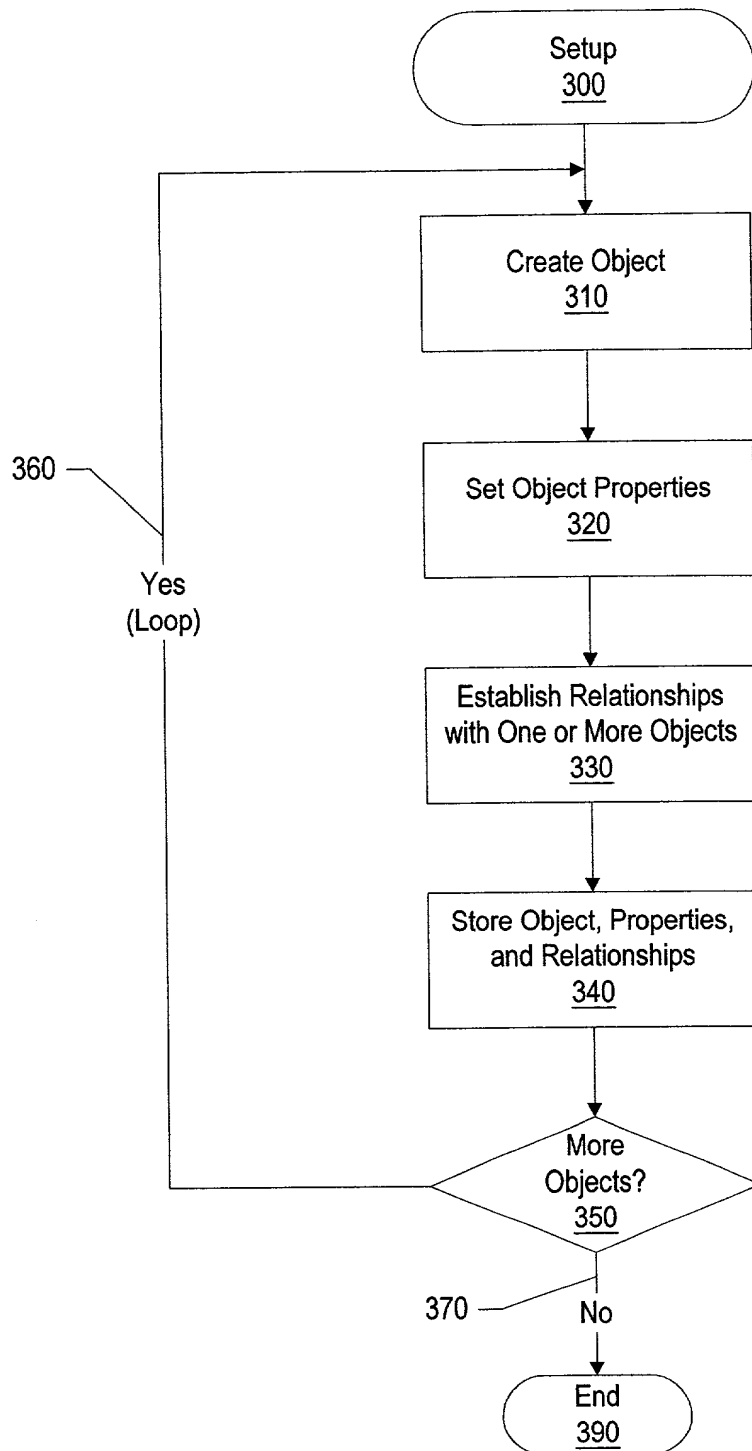 Setup
300
Create Object
310
Set Object Properties
320
360
Yes
(Loop)
Establish Relationships
with One or More Objects
330
Store Object, Properties,
and Relationships
340
More
Objects?
350
370
No
End
390